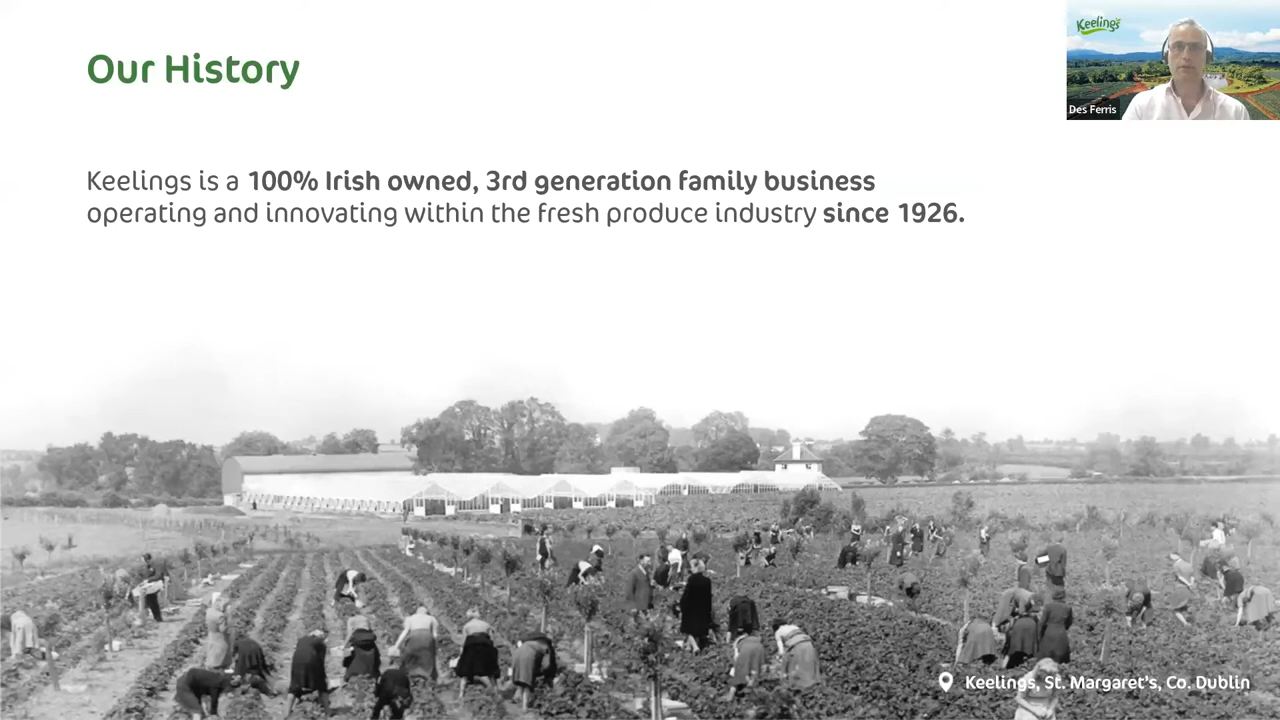 Our History
Keelings
Des Ferris
Keelings is a 100% Irish owned, 3rd generation family business
operating and innovating within the fresh produce industry since 1926.
Keelings, St. Margaret's, Co. Dublin